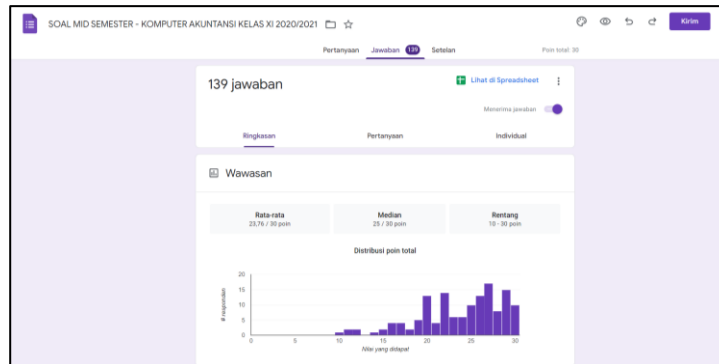 SOAL MID SEMESTER - KOMPUTER AKUNTANSI KELAS XI 2020/2021
Kirim
Pertanyaan Jawaban 139 Setelan
Poin total: 30
139 jawaban
Lihat di Spreadsheet
Menerima jawaban
Ringkasan Pertanyaan Individual
Wawasan
Rata-rata Median Rentang
23,76 / 30 poin 25 / 30 poin 10 - 30 poin
Distribusi poin total
# responden
20
15
10
5
0
0 5 10 15 20 25 30
Nilai yang didapat